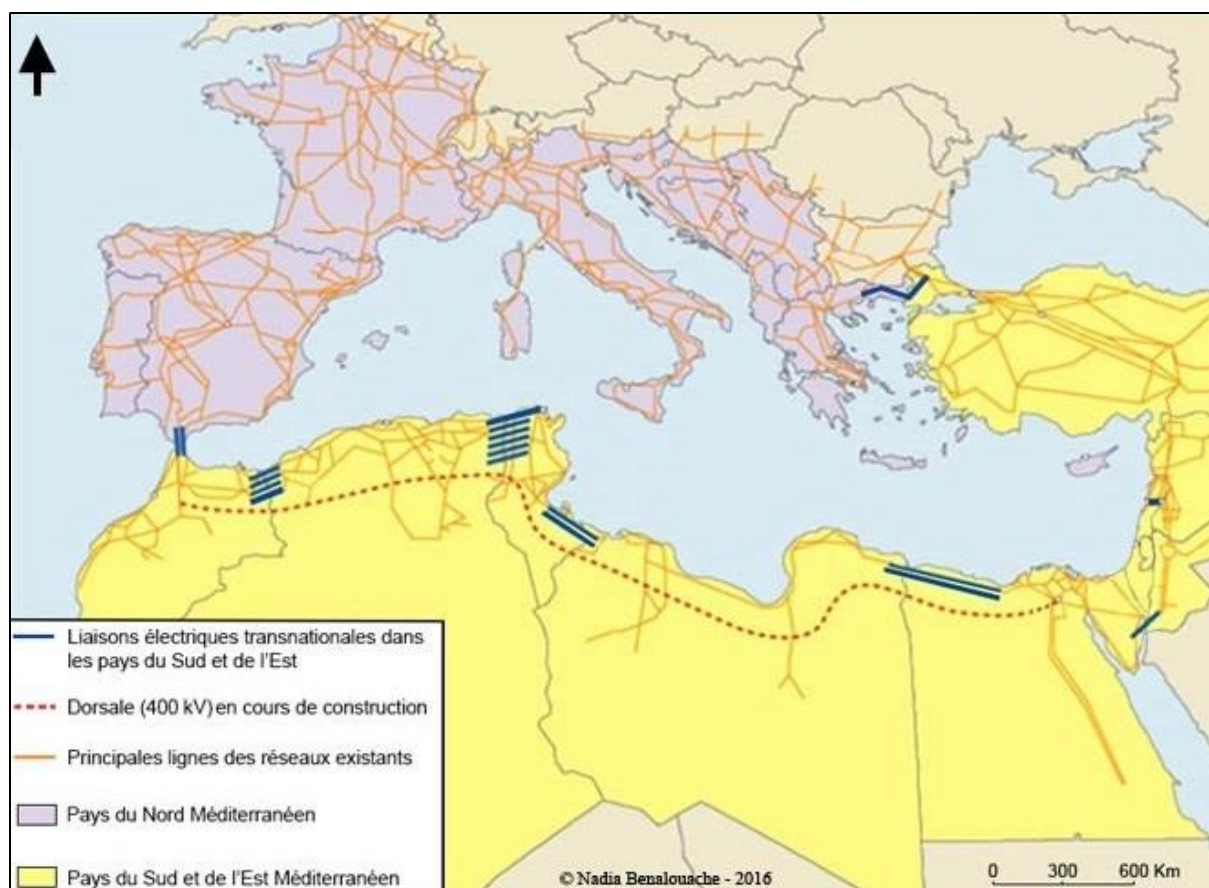 Liaisons électriques transnationales dans
les pays du Sud et de l'Est
Dorsale (400 kV) en cours de construction
Principales lignes des réseaux existants
Pays du Nord Méditerranéen
Pays du Sud et de l'Est Méditerranéen
© Nadia Benalouache - 2016
0 300 600 Km